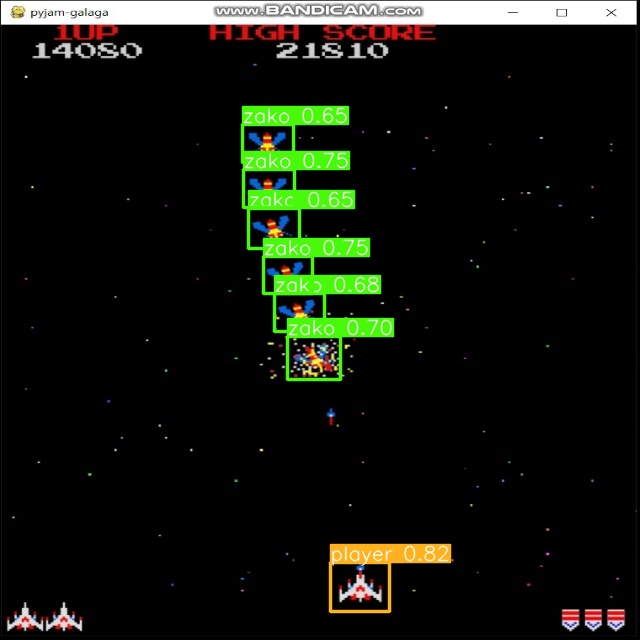 pyjam-galaga
www.BANDICAM.com
1UP HIGH SCORE
14080 21810
zako 0.65
zako 0.75
zako 0.65
zako 0.75
zako 0.68
zako 0.70
player 0.82